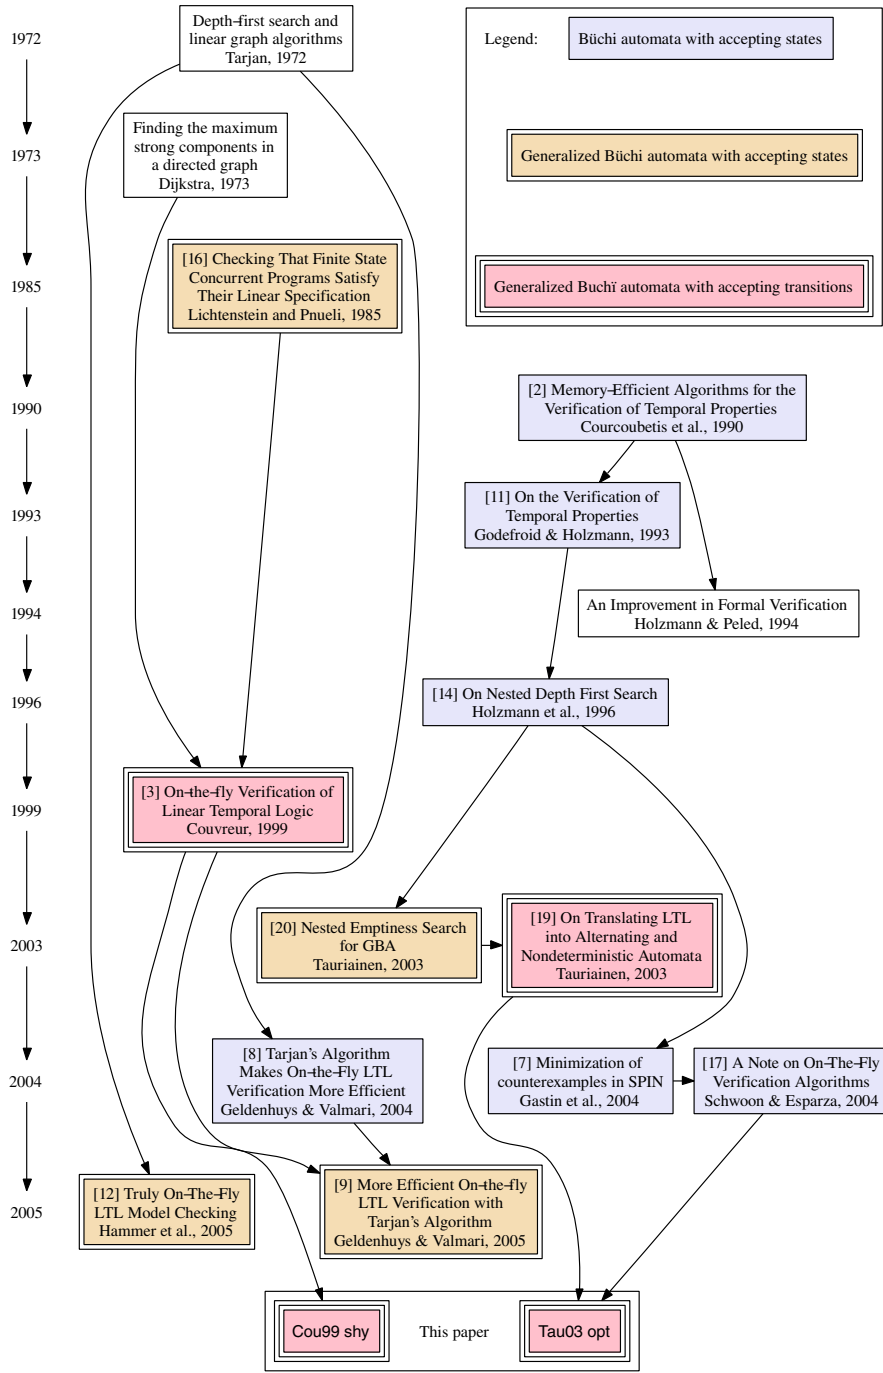 1972
Depth-first search and
linear graph algorithms
Tarjan, 1972
Legend:
Büchi automata with accepting states
1973
Finding the maximum
strong components in
a directed graph
Dijkstra, 1973
Generalized Büchi automata with accepting states
1985
[16] Checking That Finite State
Concurrent Programs Satisfy
Their Linear Specification
Lichtenstein and Pnueli, 1985
Generalized Buchï automata with accepting transitions
1990
[2] Memory-Efficient Algorithms for the
Verification of Temporal Properties
Courcoubetis et al., 1990
1993
[11] On the Verification of
Temporal Properties
Godefroid & Holzmann, 1993
1994
An Improvement in Formal Verification
Holzmann & Peled, 1994
1996
[14] On Nested Depth First Search
Holzmann et al., 1996
1999
[3] On-the-fly Verification of
Linear Temporal Logic
Couvreur, 1999
2003
[20] Nested Emptiness Search
for GBA
Tauriainen, 2003
[19] On Translating LTL
into Alternating and
Nondeterministic Automata
Tauriainen, 2003
2004
[8] Tarjan's Algorithm
Makes On-the-Fly LTL
Verification More Efficient
Geldenhuys & Valmari, 2004
[7] Minimization of
counterexamples in SPIN
Gastin et al., 2004
[17] A Note on On-The-Fly
Verification Algorithms
Schwoon & Esparza, 2004
2005
[12] Truly On-The-Fly
LTL Model Checking
Hammer et al., 2005
[9] More Efficient On-the-fly
LTL Verification with
Tarjan's Algorithm
Geldenhuys & Valmari, 2005
Cou99 shy
This paper
Tau03 opt